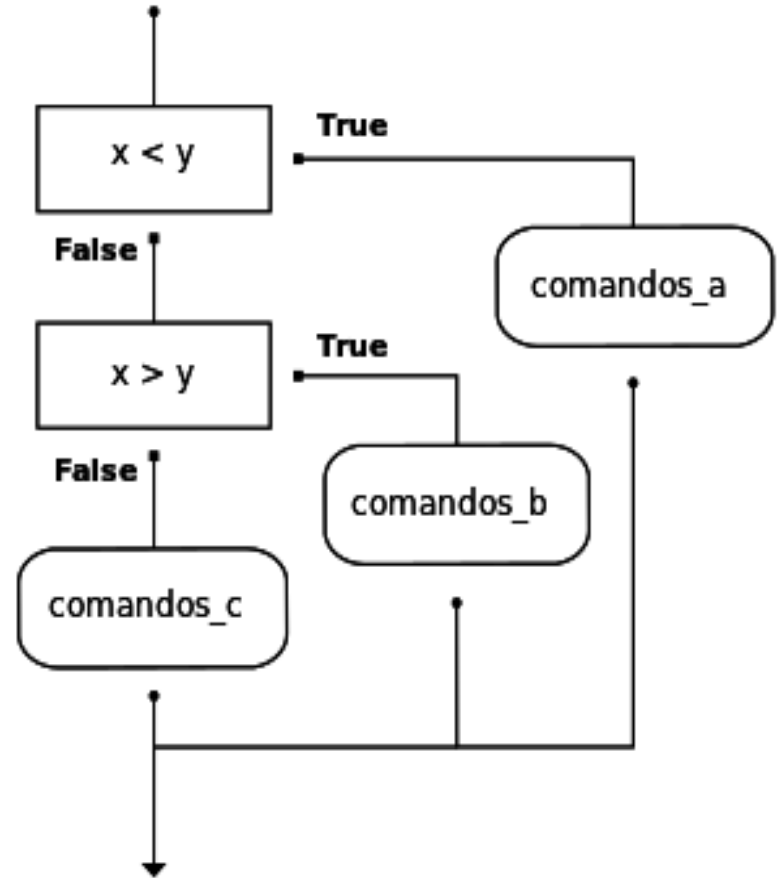 True
x < y
False
comandos_a
True
x > y
False
comandos_b
comandos_c